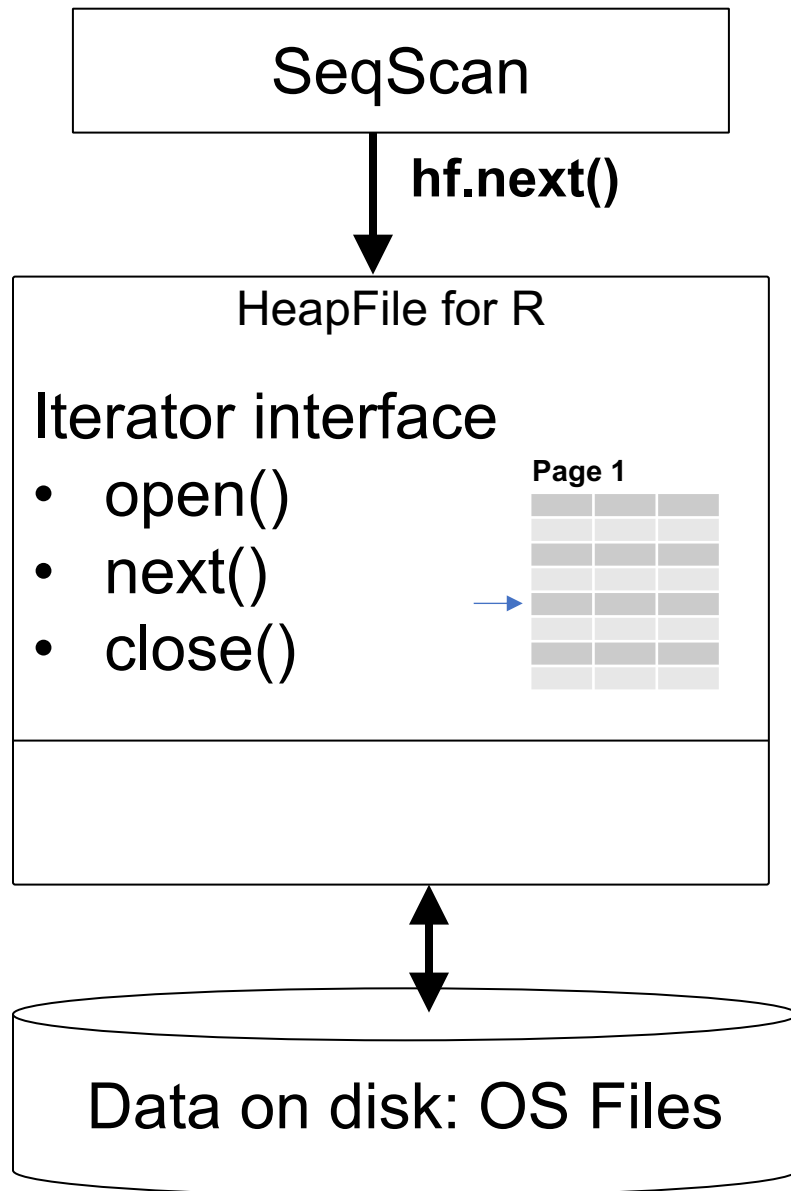 SeqScan
hf.next()
HeapFile for R
Iterator interface
• open()
• next()
• close()
Page 1
Data on disk: OS Files